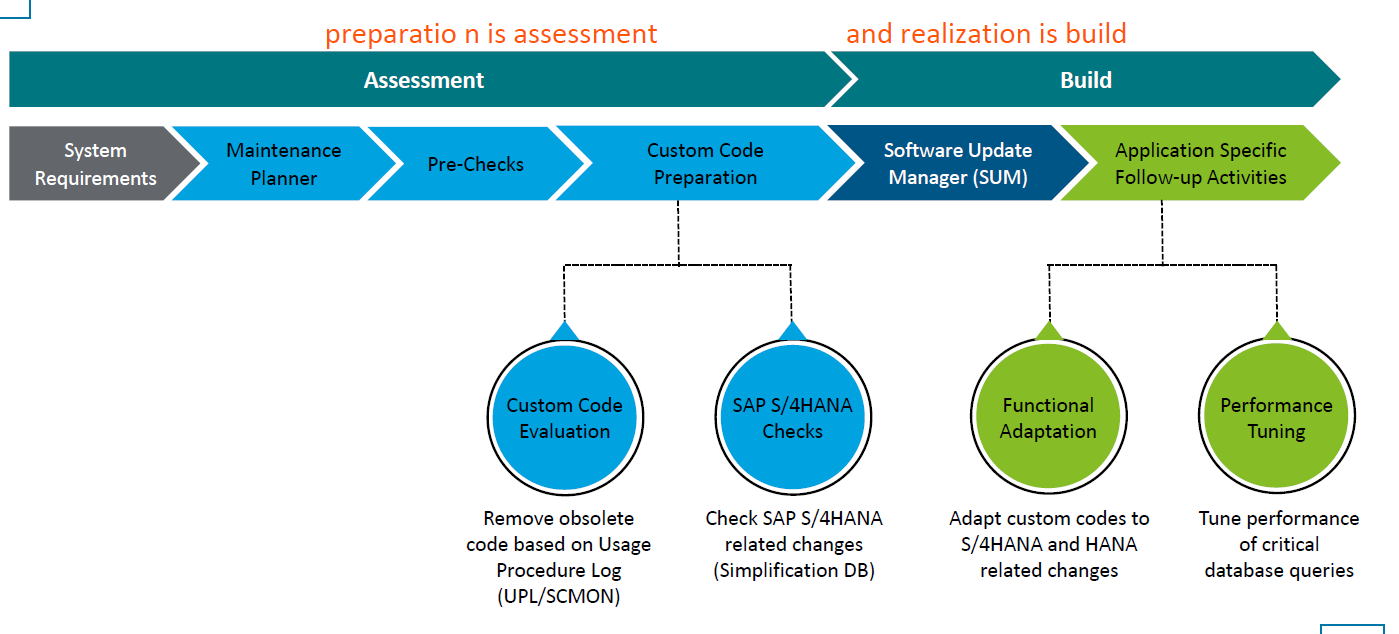 preparatio n is assessment
and realization is build
Assessment
Build
System
Requirements
Maintenance
Planner
Pre-Checks
Custom Code
Preparation
Software Update
Manager (SUM)
Application Specific
Follow-up Activities
Custom Code
Evaluation
SAP S/4HANA
Checks
Functional
Adaptation
Performance
Tuning
Remove obsolete
code based on Usage
Procedure Log
(UPL/SCMON)
Check SAP S/4HANA
related changes
(Simplification DB)
Adapt custom codes to
S/4HANA and HANA
related changes
Tune performance
of critical
database queries